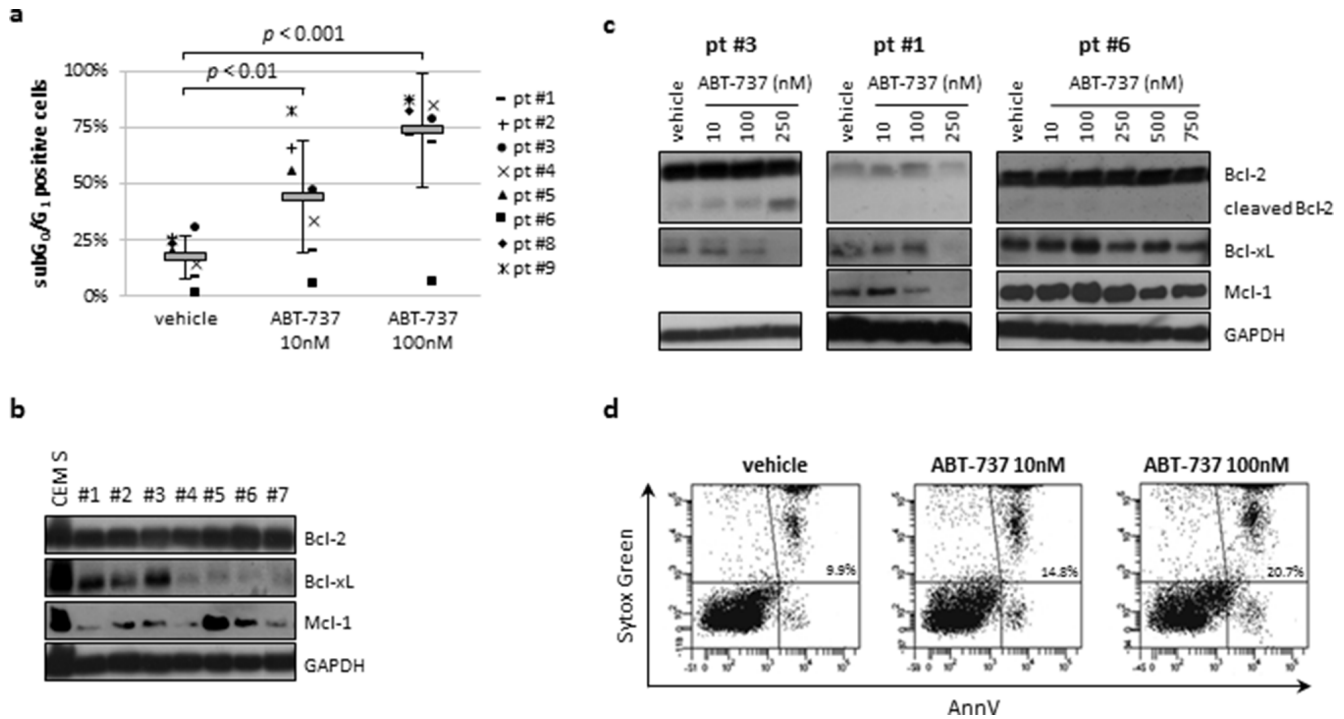 a
p < 0.001
p < 0.01
100%
75%
50%
25%
0%
subG0/G1 positive cells
vehicle
ABT-737
10nM
ABT-737
100nM
pt #1
pt #2
pt #3
pt #4
pt #5
pt #6
pt #8
pt #9
b
CEM S #1 #2 #3 #4 #5 #6 #7
Bcl-2
Bcl-xL
Mcl-1
GAPDH
c
pt #3 pt #1 pt #6
ABT-737 (nM) ABT-737 (nM) ABT-737 (nM)
vehicle 10 100 250 vehicle 10 100 250 vehicle 10 100 250 500 750
Bcl-2
cleaved Bcl-2
Bcl-xL
Mcl-1
GAPDH
d
vehicle ABT-737 10nM ABT-737 100nM
Sytox Green
9.9% 14.8% 20.7%
AnnV